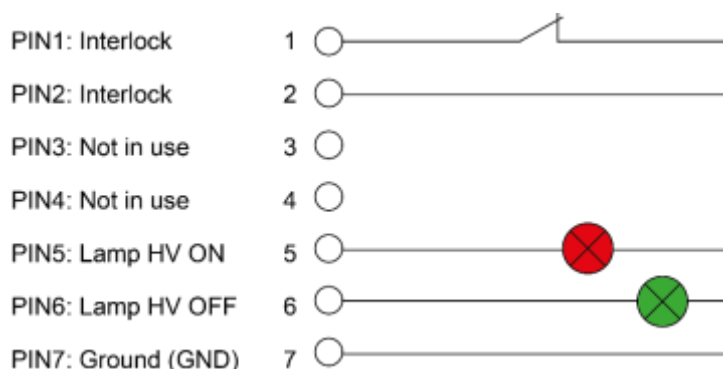 PIN1: Interlock 1
PIN2: Interlock 2
PIN3: Not in use 3
PIN4: Not in use 4
PIN5: Lamp HV ON 5
PIN6: Lamp HV OFF 6
PIN7: Ground (GND) 7